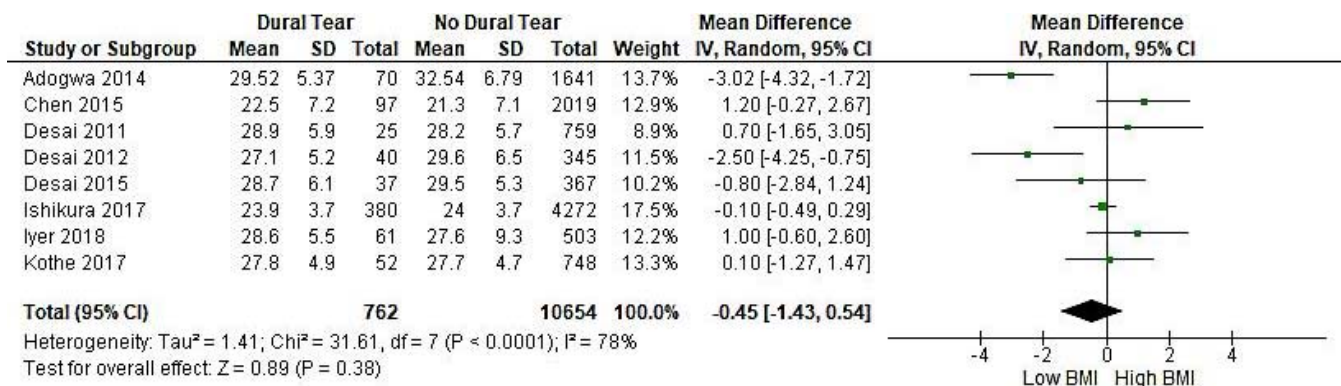 Dural Tear No Dural Tear Mean Difference Mean Difference
Study or Subgroup Mean SD Total Mean SD Total Weight IV, Random, 95% CI IV, Random, 95% CI
Adogwa 2014 29.52 5.37 70 32.54 6.79 1641 13.7% -3.02 [-4.32, -1.72]
Chen 2015 22.5 7.2 97 21.3 7.1 2019 12.9% 1.20 [-0.27, 2.67]
Desai 2011 28.9 5.9 25 28.2 5.7 759 8.9% 0.70 [-1.65, 3.05]
Desai 2012 27.1 5.2 40 29.6 6.5 345 11.5% -2.50 [-4.25, -0.75]
Desai 2015 28.7 6.1 37 29.5 5.3 367 10.2% -0.80 [-2.84, 1.24]
Ishikura 2017 23.9 3.7 380 24 3.7 4272 17.5% -0.10 [-0.49, 0.29]
Iyer 2018 28.6 5.5 61 27.6 9.3 503 12.2% 1.00 [-0.60, 2.60]
Kothe 2017 27.8 4.9 52 27.7 4.7 748 13.3% 0.10 [-1.27, 1.47]
Total (95% CI) 762 10654 100.0% -0.45 [-1.43, 0.54]
Heterogeneity: Tau² = 1.41; Chi² = 31.61, df = 7 (P < 0.0001); I² = 78%
Test for overall effect: Z = 0.89 (P = 0.38)
-4 -2 0 2 4
Low BMI High BMI